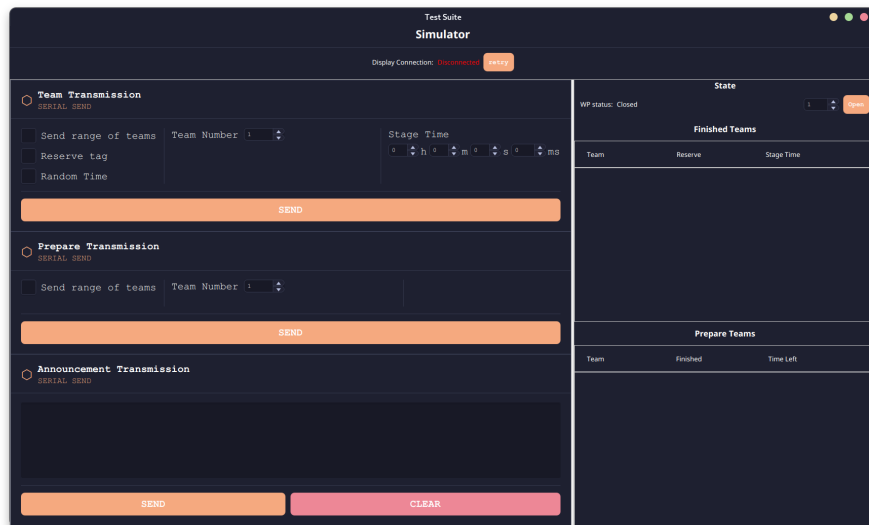 Test Suite
Simulator
Display Connection: Disconnected retry
Team Transmission
SERIAL SEND
Send range of teams
Reserve tag
Random Time
Team Number 1
Stage Time
0 h 0 m 0 s 0 ms
SEND
Prepare Transmission
SERIAL SEND
Send range of teams
Team Number 1
SEND
Announcement Transmission
SERIAL SEND
SEND CLEAR
State
WP status: Closed 1 Open
Finished Teams
Team Reserve Stage Time
Prepare Teams
Team Finished Time Left